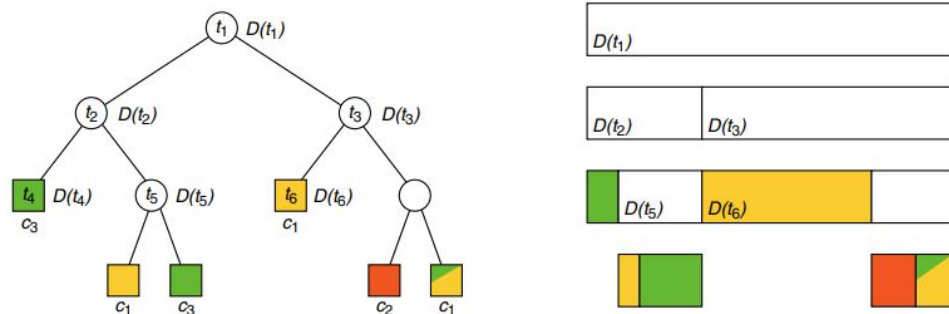 t1 D(t1)
t2 D(t2)
t3 D(t3)
t4 D(t4)
c3
t5 D(t5)
t6 D(t6)
c1
c1
c3
c2
c1
D(t1)
D(t2) D(t3)
D(t5) D(t6)